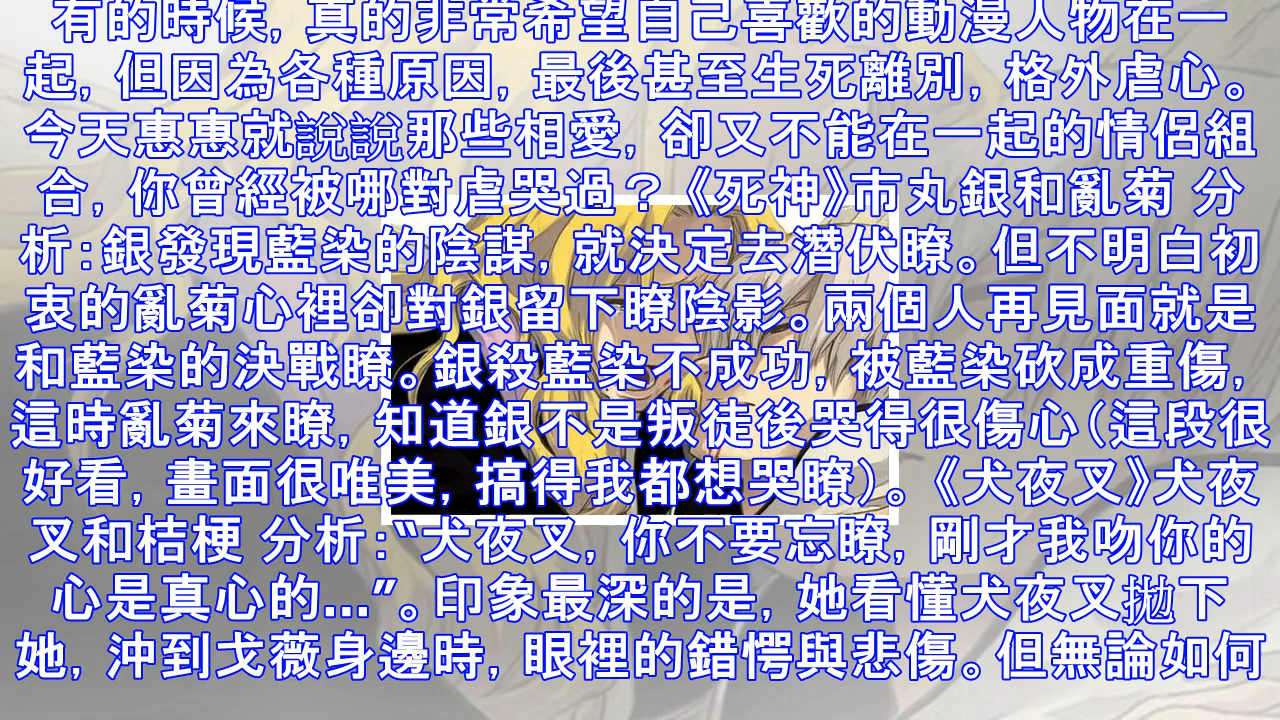 有的時候, 真的非常希望自己喜歡的動漫人物在一
起, 但因為各種原因, 最後甚至生死離別, 格外虐心。
今天惠惠就說說那些相愛, 卻又不能在一起的情侶組
合, 你曾經被哪對虐哭過？《死神》市丸銀和亂菊 分
析:銀發現藍染的陰謀, 就決定去潛伏瞭。但不明白初
衷的亂菊心裡卻對銀留下瞭陰影。兩個人再見面就是
和藍染的決戰瞭。銀殺藍染不成功, 被藍染砍成重傷,
這時亂菊來瞭, 知道銀不是叛徒後哭得很傷心(這段很
好看, 畫面很唯美, 搞得我都想哭瞭)。《犬夜叉》犬夜
叉和桔梗 分析:“犬夜叉, 你不要忘瞭, 剛才我吻你的
心是真心的...”。印象最深的是, 她看懂犬夜叉拋下
她, 沖到戈薇身邊時, 眼裡的錯愕與悲傷。但無論如何